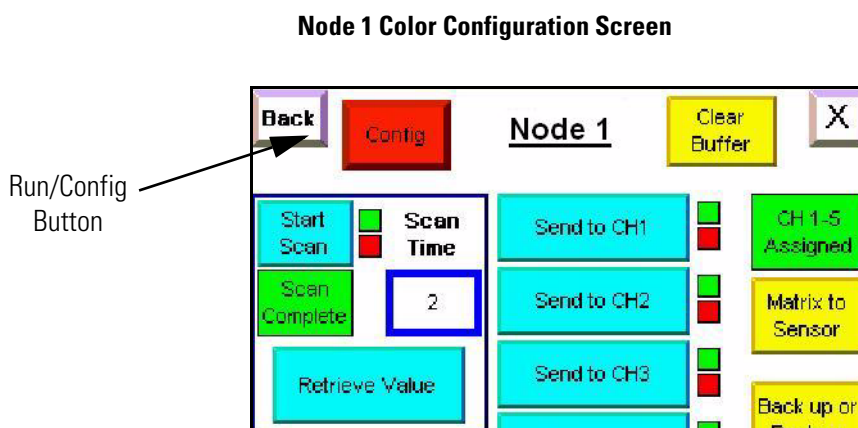 Node 1 Color Configuration Screen
Back
Config
Node 1
Clear
Buffer
X
Run/Config
Button
Start
Scan
Scan
Time
Scan
Complete
2
Retrieve Value
Send to CH1
Send to CH2
Send to CH3
CH 1-5
Assigned
Matrix to
Sensor
Back up or